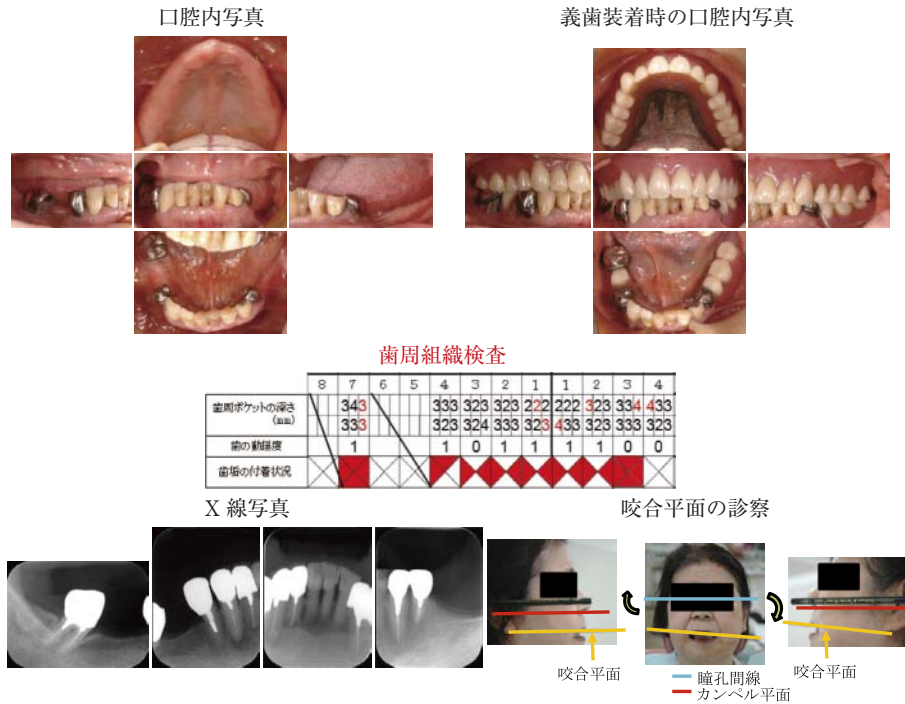 口腔内写真
義歯装着時の口腔内写真
歯周組織検査
8 7 6 5 4 3 2 1 1 2 3 4
歯周ポケットの深さ (mm)
343 333 323 323 222 222 323 334 433
333 323 324 333 323 433 333 333 323
歯の動揺度 1 1 0 1 1 1 1 0 0
歯垢の付着状況
X 線写真
咬合平面の診察
咬合平面
咬合平面
瞳孔間線
カンペル平面